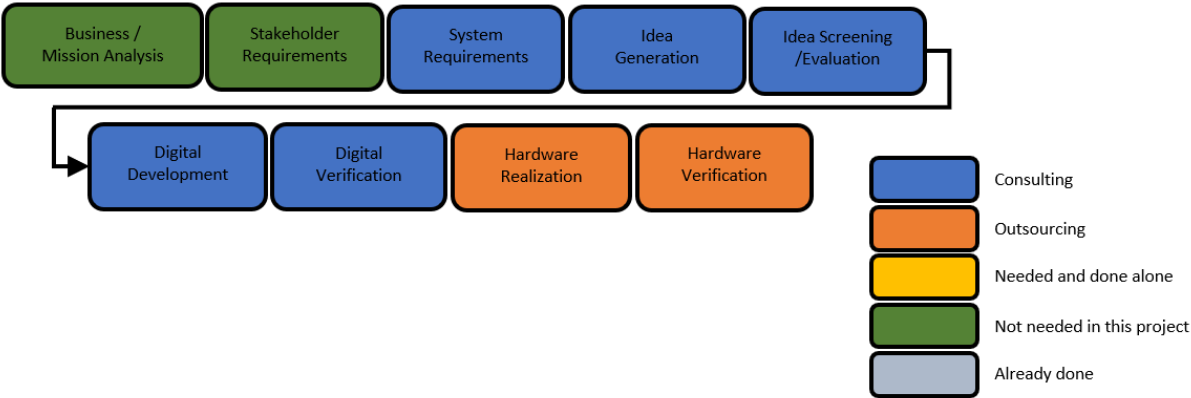 Business /
Mission Analysis
Stakeholder
Requirements
System
Requirements
Idea
Generation
Idea Screening
/Evaluation
Digital
Development
Digital
Verification
Hardware
Realization
Hardware
Verification
Consulting
Outsourcing
Needed and done alone
Not needed in this project
Already done